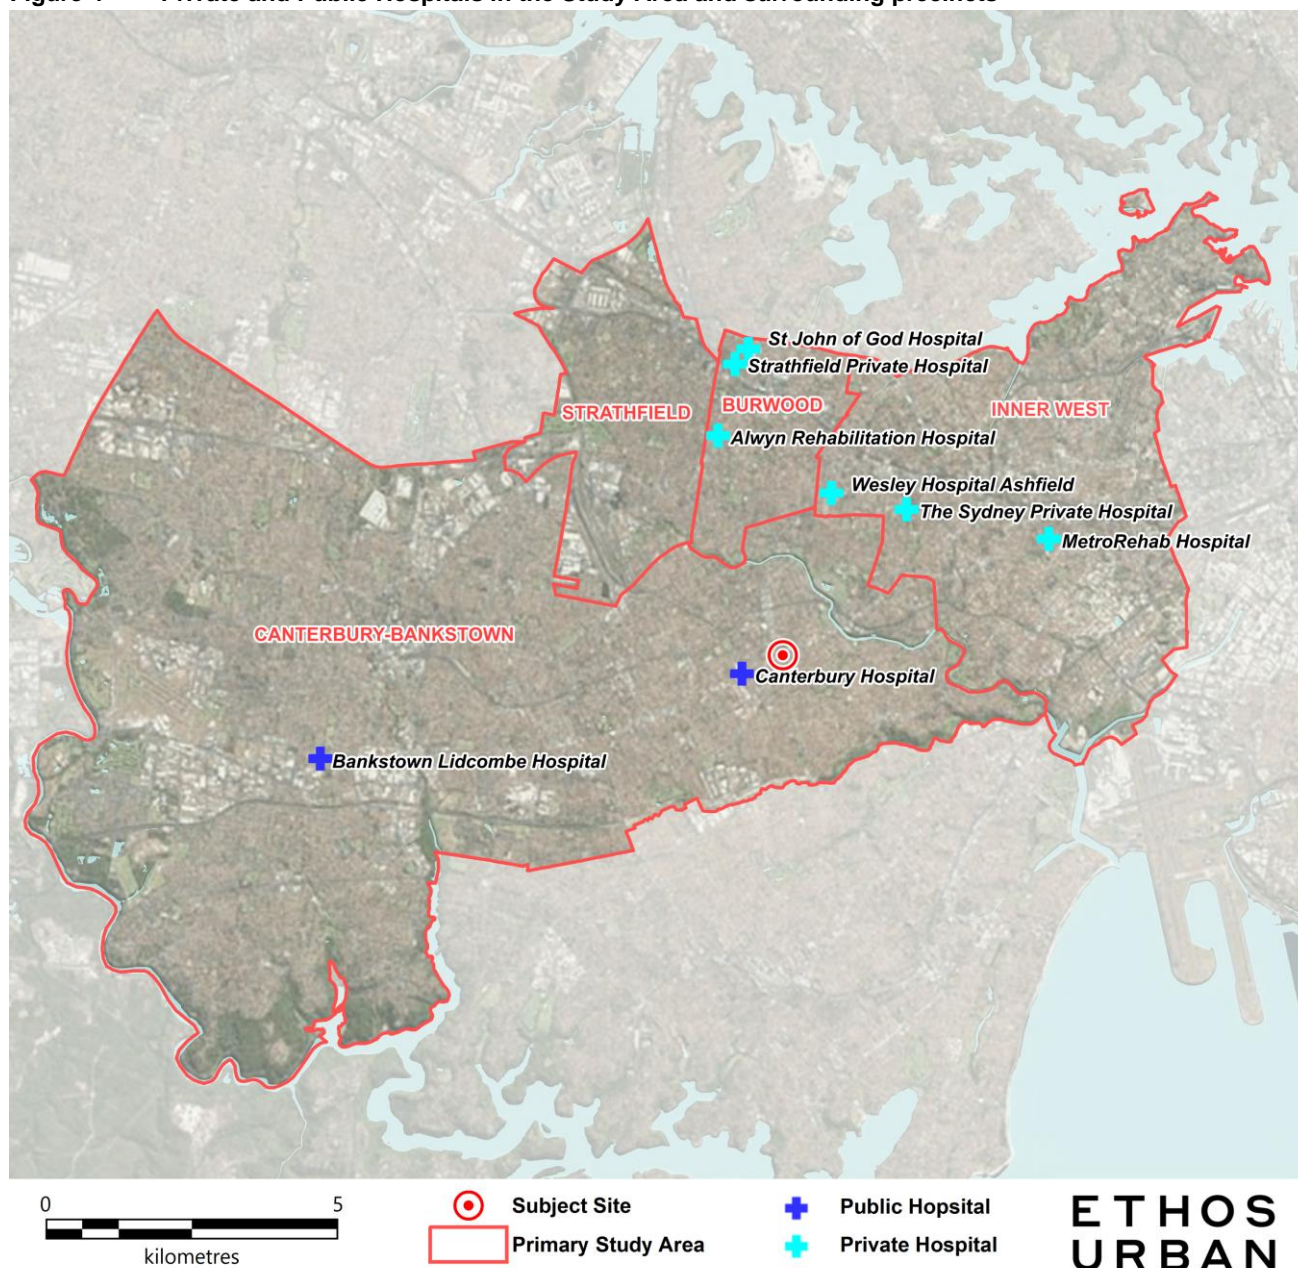 Private and Public Hospitals in the Study Area and surrounding precincts
St John of God Hospital
Strathfield Private Hospital
STRATHFIELD
BURWOOD
INNER WEST
Alwyn Rehabilitation Hospital
Wesley Hospital Ashfield
The Sydney Private Hospital
MetroRehab Hospital
CANTERBURY-BANKSTOWN
Canterbury Hospital
Bankstown Lidcombe Hospital
0 5
kilometres
Subject Site
Primary Study Area
Public Hopsital
Private Hospital
ETHOS
URBAN